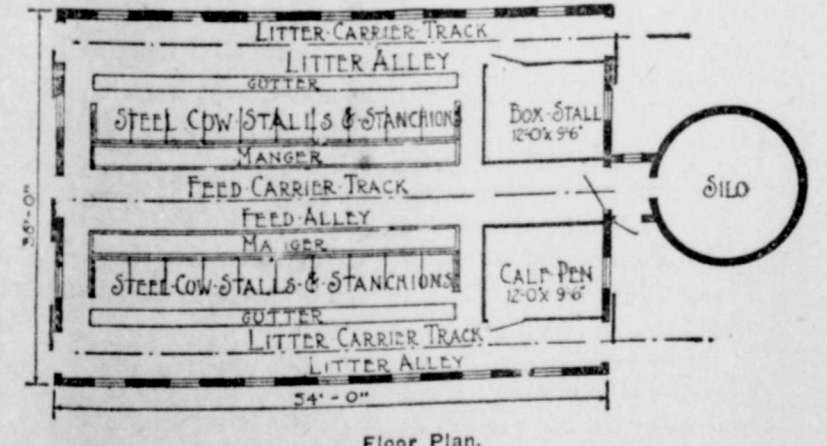 LITTER-CARRIER-TRACK
LITTER ALLEY
GUTTER
STEEL COW STALLS & STANCHIONS
BOX-STALL
12'-0"x 9'-6"
MANGER
FEED-CARRIER-TRACK
SILO
FEED-ALLEY
MANGER
STEEL-COW-STALLS-&-STANCHIONS
CALF-PEN
12'-0"x 9'-6"
GUTTER
LITTER CARRIER TRACK
LITTER ALLEY
36'-0"
54'-0"
Floor Plan.